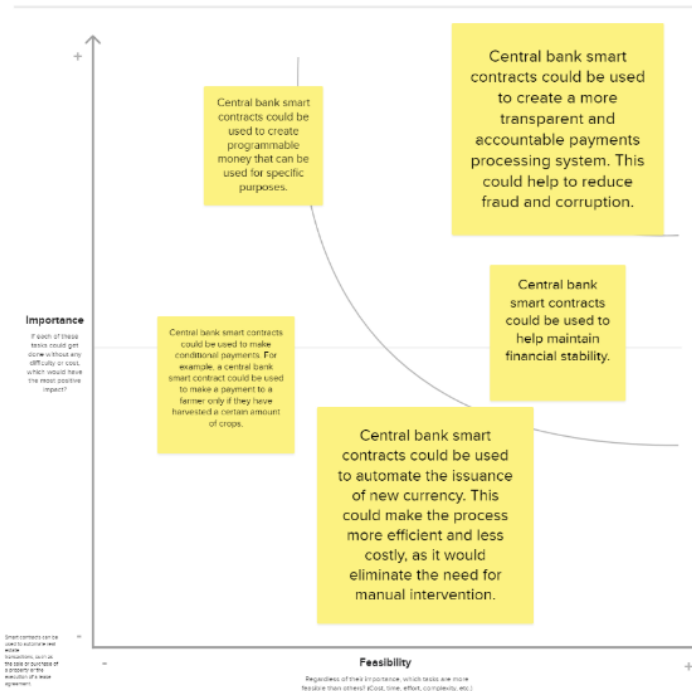 +
Central bank smart
contracts could be used
to create a more
transparent and
accountable payments
processing system. This
could help to reduce
fraud and corruption.
Central bank smart
contracts could be
used to create
programmable
money that can be
used for specific
purposes.
Central bank
smart contracts
could be used to
help maintain
financial stability.
Importance
If each of these
tasks could get
done without any
difficulty or cost,
which would have
the most positive
impact?
Central bank smart contracts
could be used to make
conditional payments. For
example, a central bank
smart contract could be used
to make a payment to a
farmer only if they have
harvested a certain amount
of crops.
Central bank smart
contracts could be used
to automate the issuance
of new currency. This
could make the process
more efficient and less
costly, as it would
eliminate the need for
manual intervention.
Smart contracts can be
used to automate real
estate
transactions, such as
the sale or purchase of
a property or the
execution of a lease
agreement.
-
-
Feasibility
+
Regardless of their importance, which tasks are more
feasible than others? (Cost, time, effort, complexity, etc.)